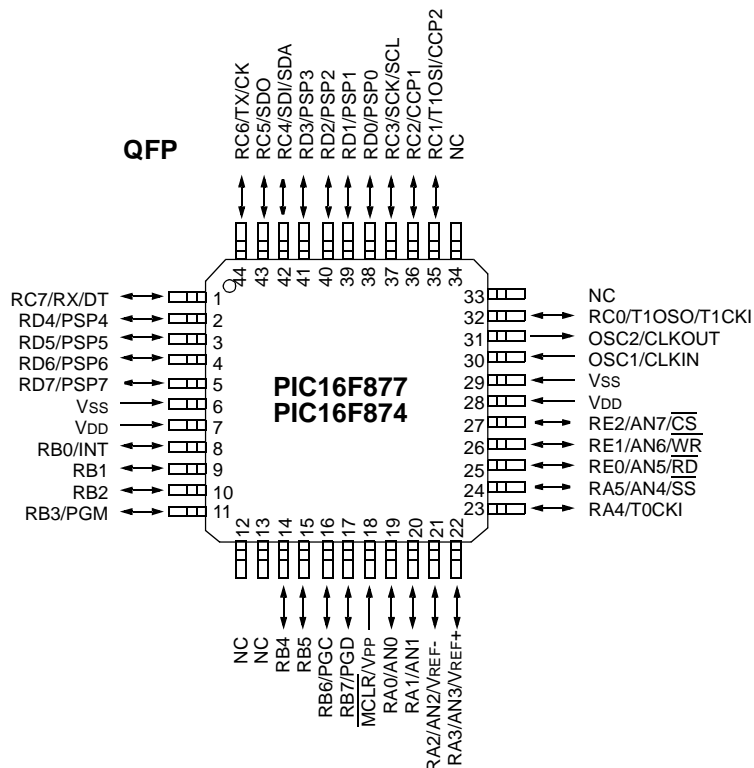 QFP
RC6/TX/CK
RC5/SDO
RC4/SDI/SDA
RD3/PSP3
RD2/PSP2
RD1/PSP1
RD0/PSP0
RC3/SCK/SCL
RC2/CCP1
RC1/T1OSI/CCP2
NC
44
43
42
41
40
39
38
37
36
35
34
RC7/RX/DT
RD4/PSP4
RD5/PSP5
RD6/PSP6
RD7/PSP7
VSS
VDD
RB0/INT
RB1
RB2
RB3/PGM
1
2
3
4
5
6
7
8
9
10
11
PIC16F877
PIC16F874
33
32
31
30
29
28
27
26
25
24
23
NC
RC0/T1OSO/T1CKI
OSC2/CLKOUT
OSC1/CLKIN
VSS
VDD
RE2/AN7/CS
RE1/AN6/WR
RE0/AN5/RD
RA5/AN4/SS
RA4/T0CKI
12
13
14
15
16
17
18
19
20
21
22
NC
NC
RB4
RB5
RB6/PGC
RB7/PGD
MCLR/VPP
RA0/AN0
RA1/AN1
RA2/AN2/VREF-
RA3/AN3/VREF+